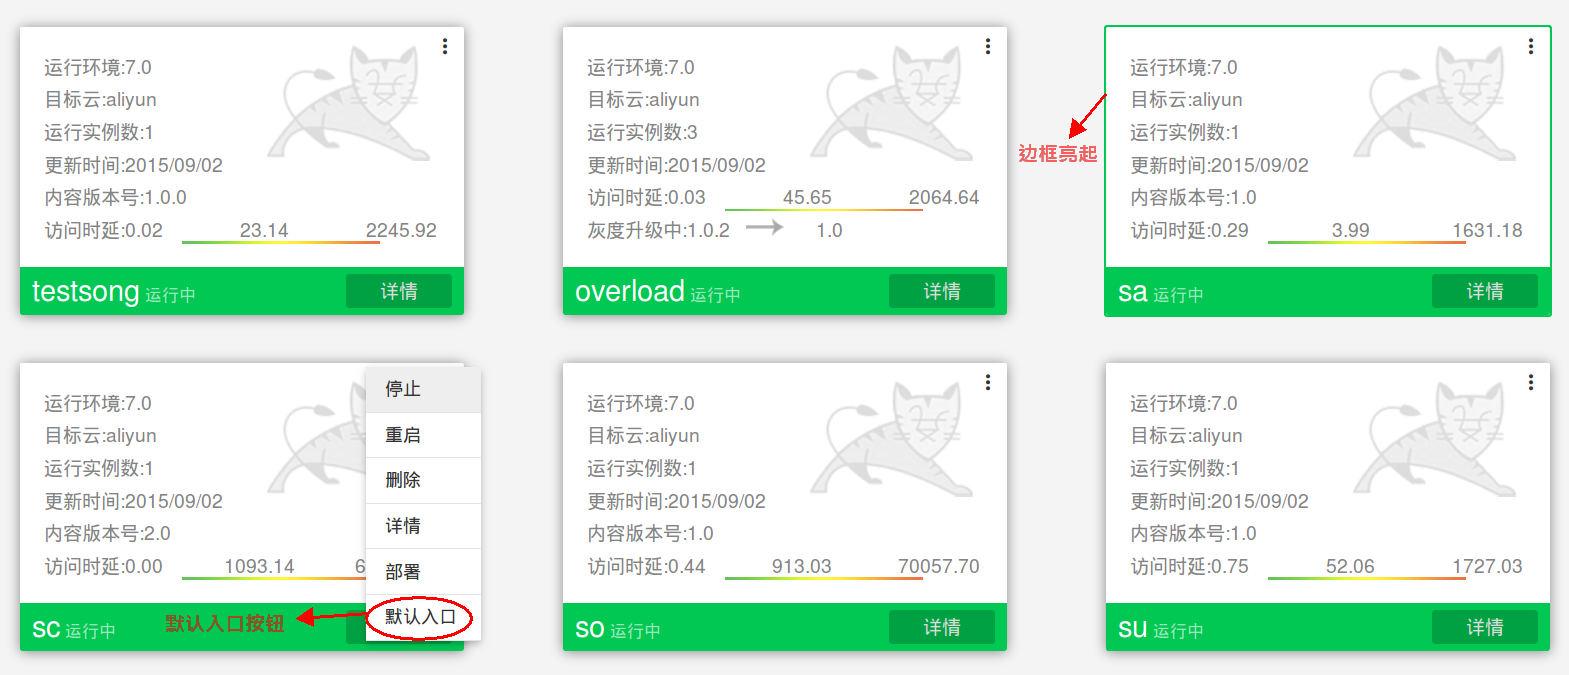 运行环境:7.0
目标云:aliyun
运行实例数:1
更新时间:2015/09/02
内容版本号:1.0.0
访问时延:0.02 23.14 2245.92
testsong 运行中 详情
运行环境:7.0
目标云:aliyun
运行实例数:3
更新时间:2015/09/02
访问时延:0.03 45.65 2064.64
灰度升级中:1.0.2 1.0
overload 运行中 详情
边框亮起
运行环境:7.0
目标云:aliyun
运行实例数:1
更新时间:2015/09/02
内容版本号:1.0
访问时延:0.29 3.99 1631.18
sa 运行中 详情
运行环境:7.0
目标云:aliyun
运行实例数:1
更新时间:2015/09/02
内容版本号:2.0
访问时延:0.00 1093.14 6
sc 运行中 默认入口按钮
停止
重启
删除
详情
部署
默认入口
运行环境:7.0
目标云:aliyun
运行实例数:1
更新时间:2015/09/02
内容版本号:1.0
访问时延:0.44 913.03 70057.70
so 运行中 详情
运行环境:7.0
目标云:aliyun
运行实例数:1
更新时间:2015/09/02
内容版本号:1.0
访问时延:0.75 52.06 1727.03
su 运行中 详情